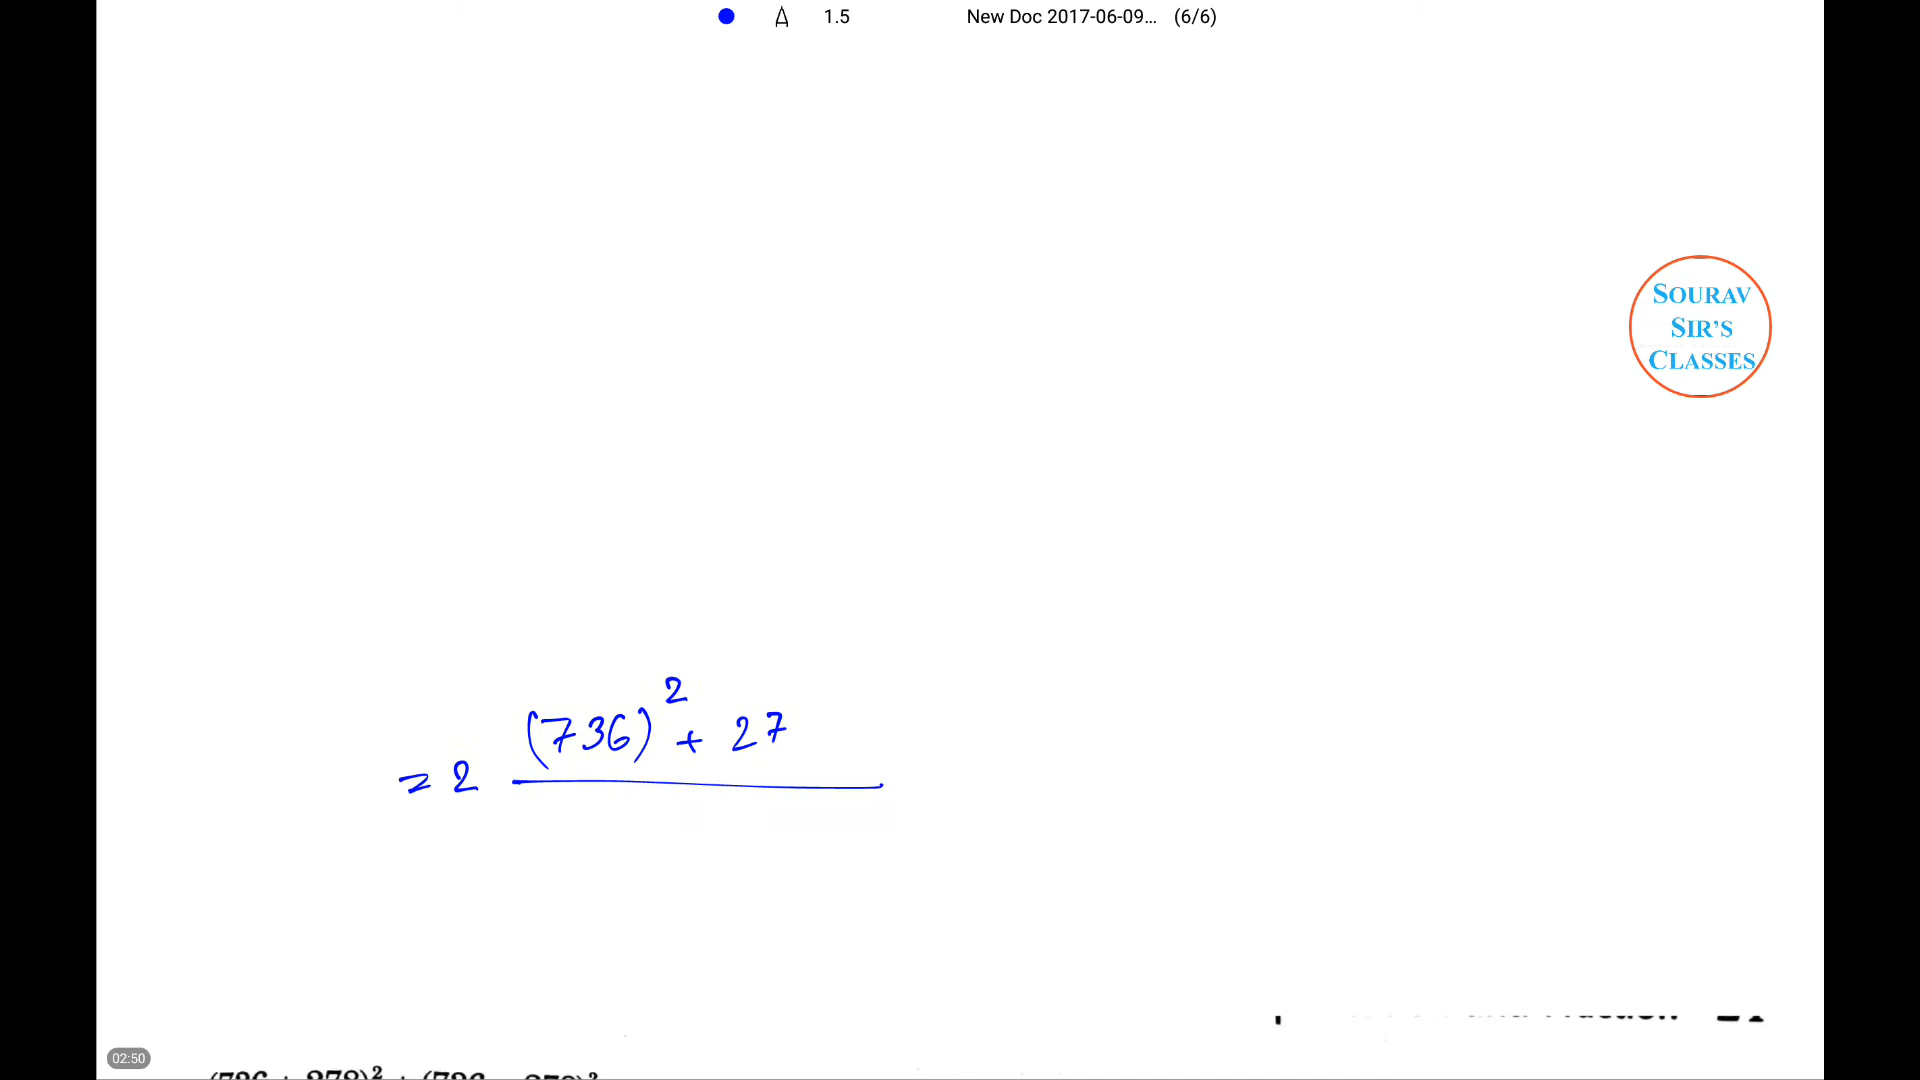 1.5 New Doc 2017-06-09... (6/6)
SOURAV
SIR'S
CLASSES
(736)² + 27
= 2
02:50